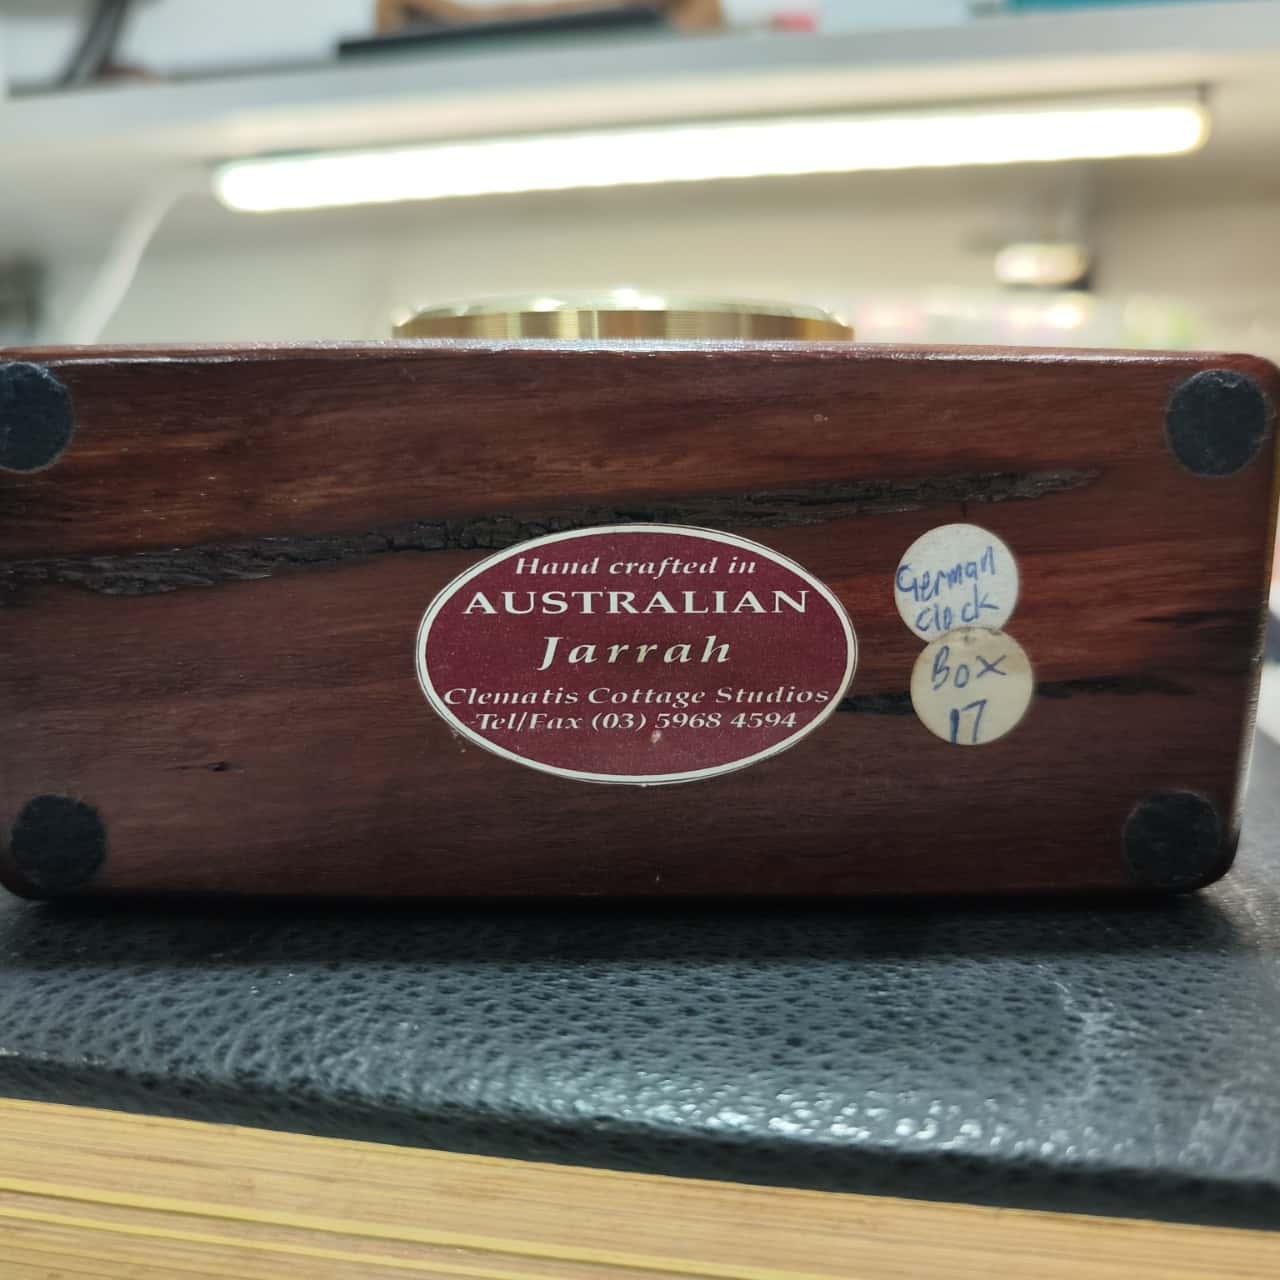 Hand crafted in
AUSTRALIAN
Jarrah
Clematis Cottage Studios
Tel/Fax (03) 5968 4594
German
clock
Box
17